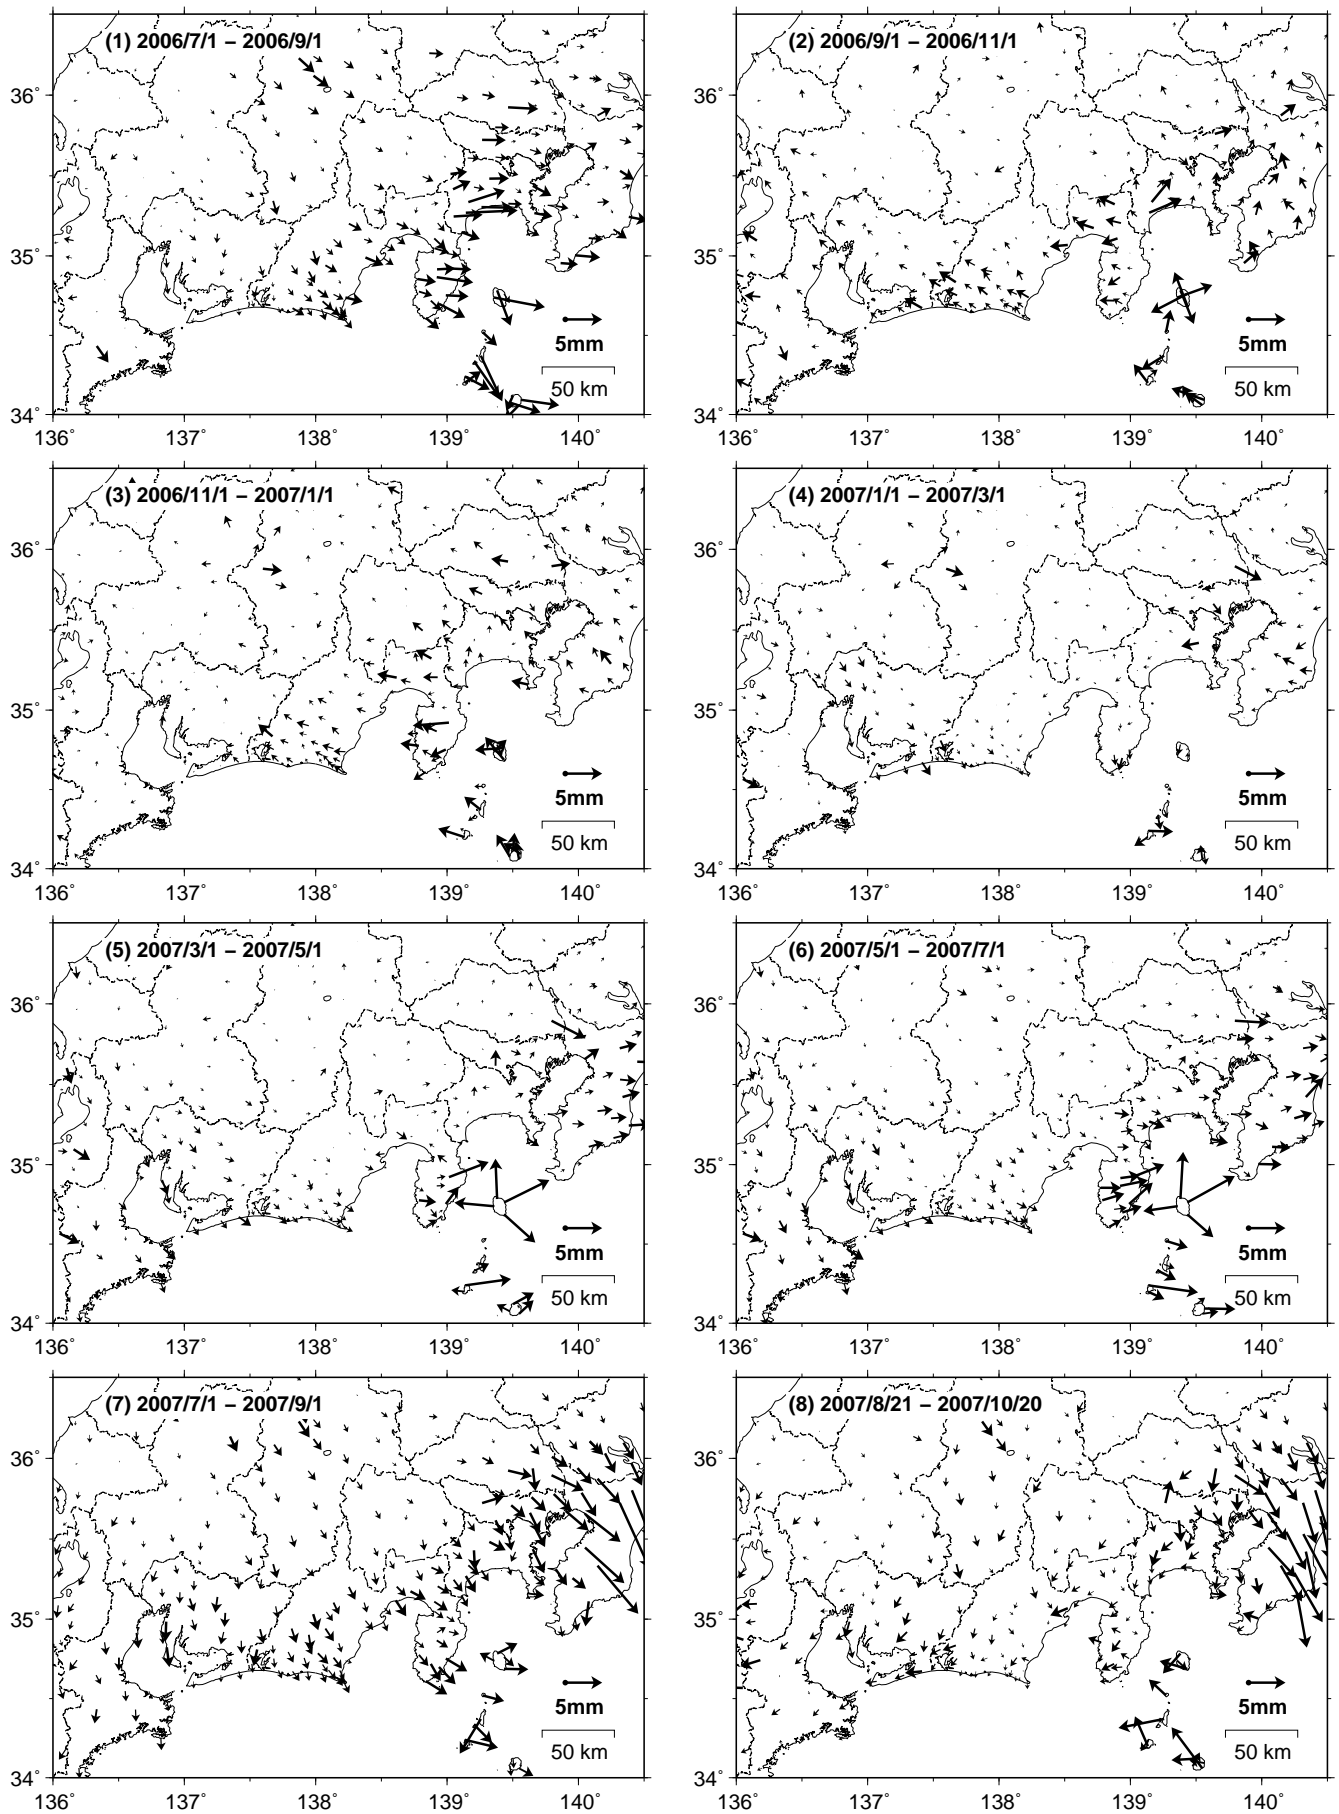 (1) 2006/7/1 − 2006/9/1
36˚
35˚
34˚
5mm
50 km
136˚ 137˚ 138˚ 139˚ 140˚
(2) 2006/9/1 − 2006/11/1
36˚
35˚
34˚
5mm
50 km
136˚ 137˚ 138˚ 139˚ 140˚
(3) 2006/11/1 − 2007/1/1
36˚
35˚
34˚
5mm
50 km
136˚ 137˚ 138˚ 139˚ 140˚
(4) 2007/1/1 − 2007/3/1
36˚
35˚
34˚
5mm
50 km
136˚ 137˚ 138˚ 139˚ 140˚
(5) 2007/3/1 − 2007/5/1
36˚
35˚
34˚
5mm
50 km
136˚ 137˚ 138˚ 139˚ 140˚
(6) 2007/5/1 − 2007/7/1
36˚
35˚
34˚
5mm
50 km
136˚ 137˚ 138˚ 139˚ 140˚
(7) 2007/7/1 − 2007/9/1
36˚
35˚
34˚
5mm
50 km
136˚ 137˚ 138˚ 139˚ 140˚
(8) 2007/8/21 − 2007/10/20
36˚
35˚
34˚
5mm
50 km
136˚ 137˚ 138˚ 139˚ 140˚